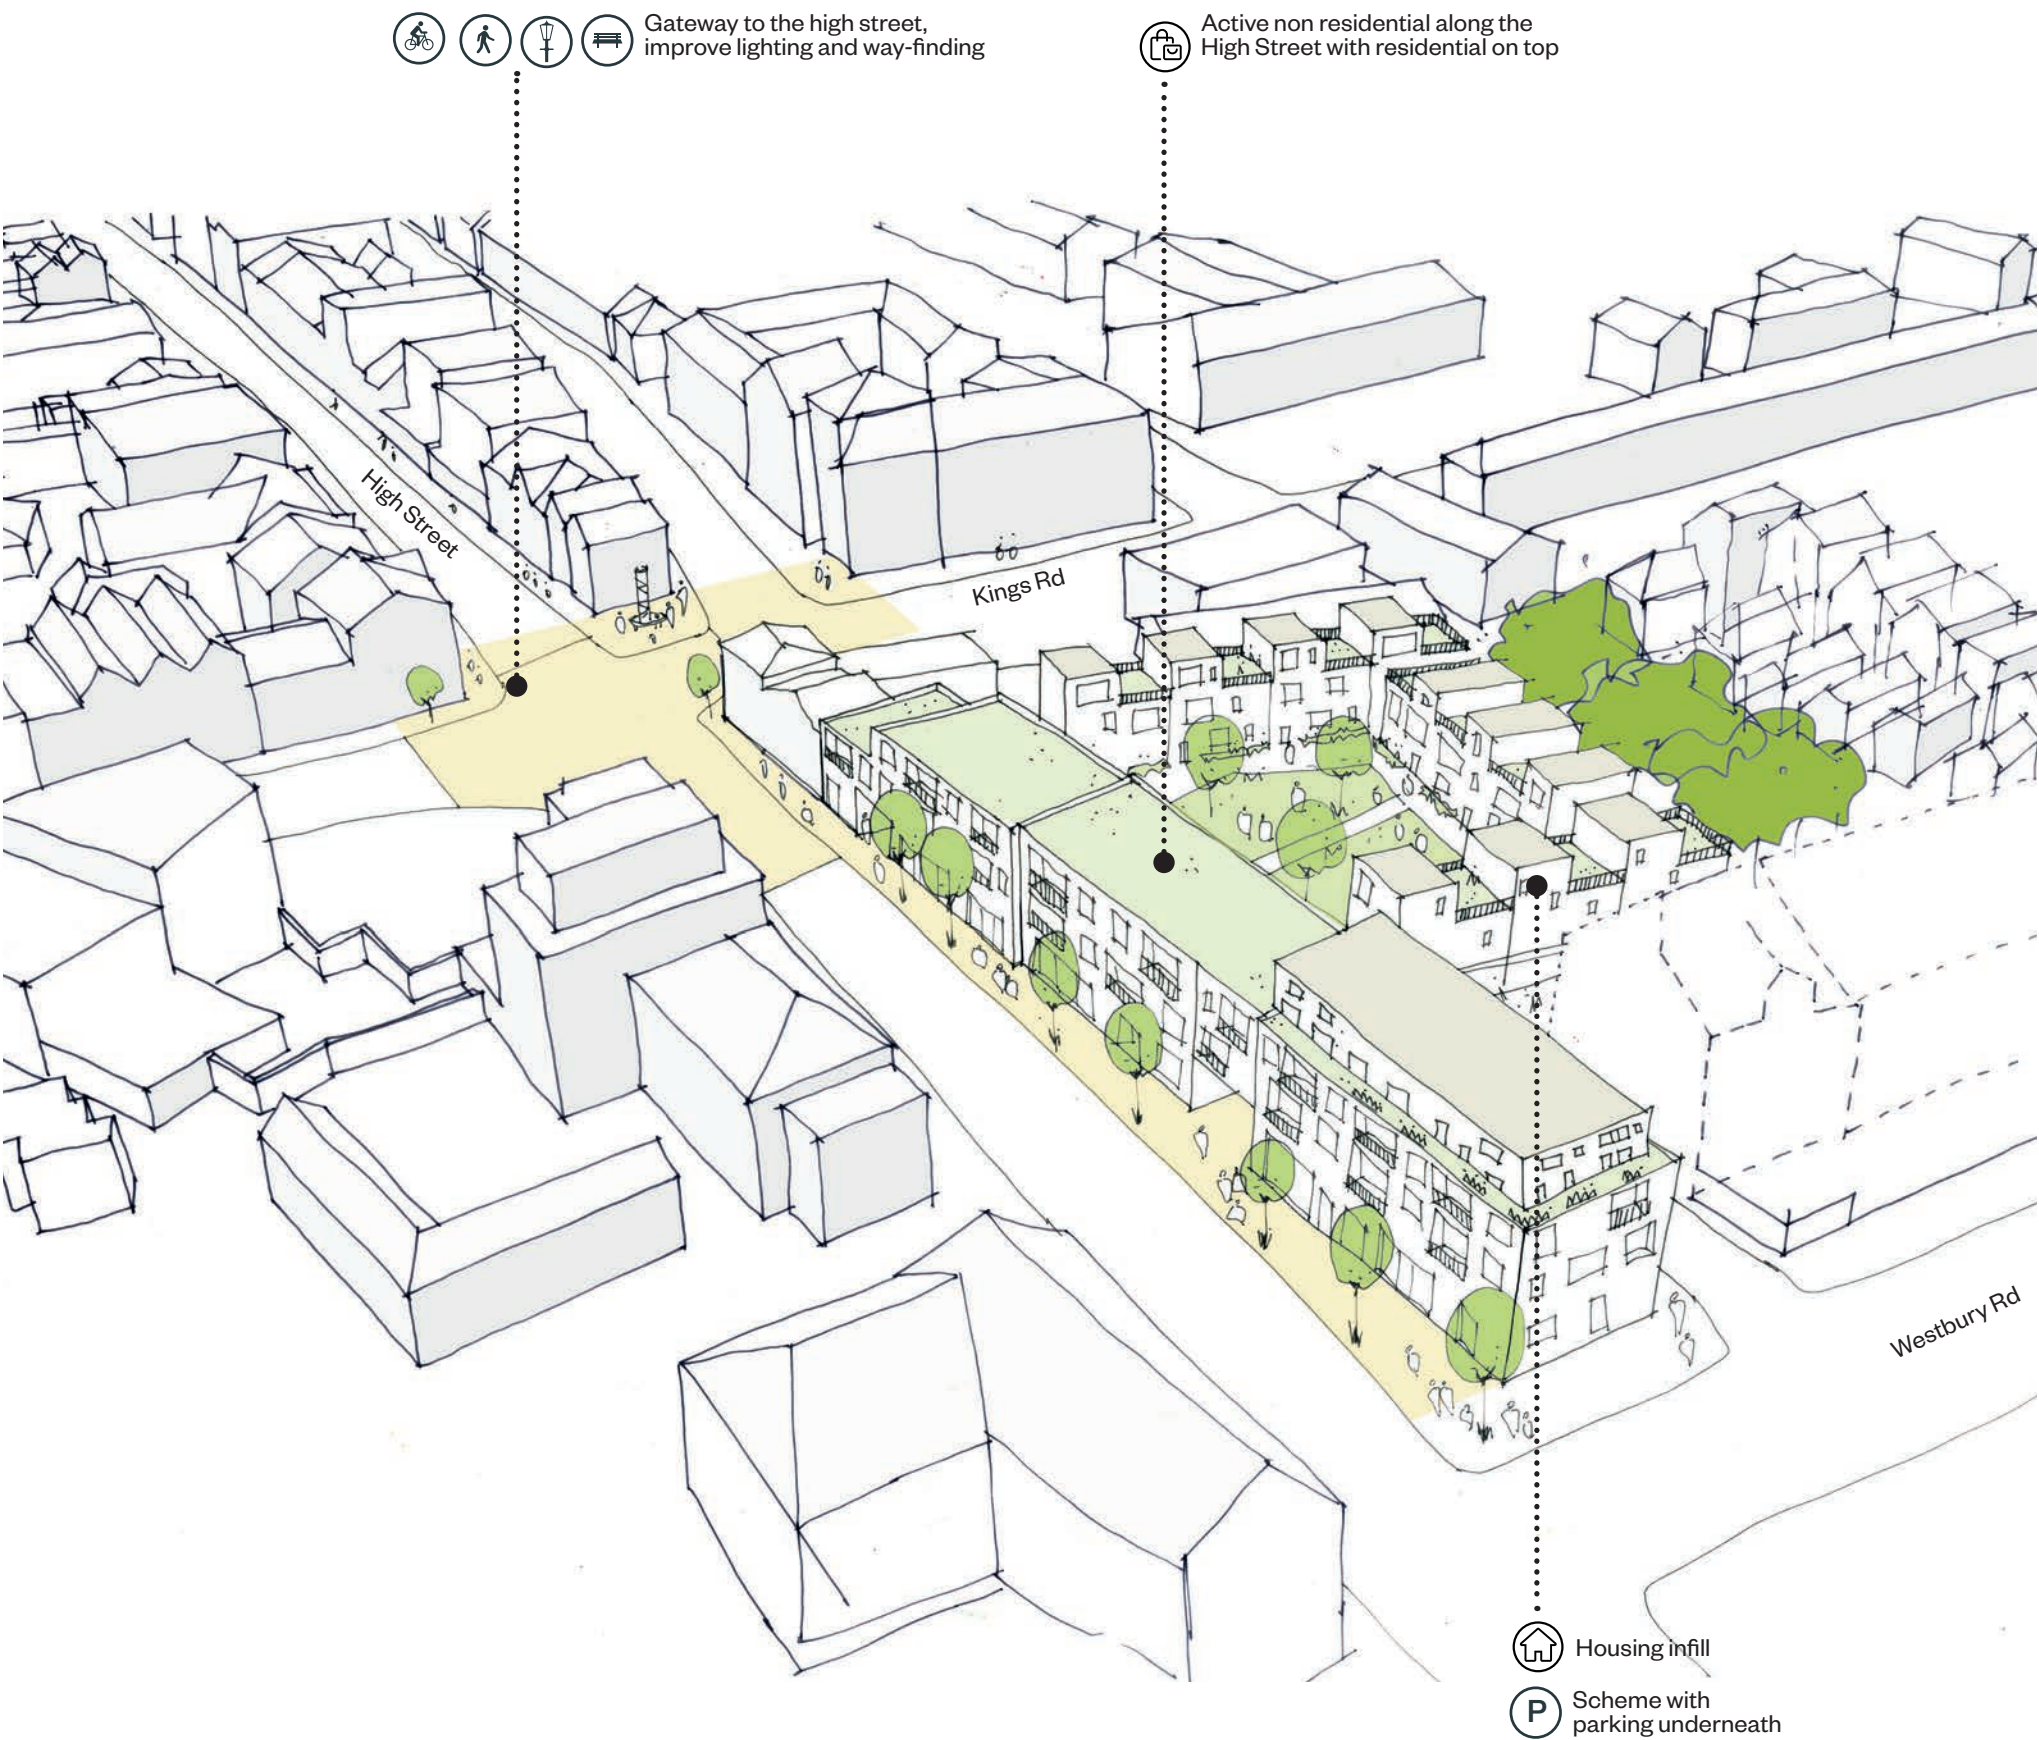 Gateway to the high street,
improve lighting and way-finding
Active non residential along the
High Street with residential on top
High Street
Kings Rd
Westbury Rd
Housing infill
P
Scheme with
parking underneath